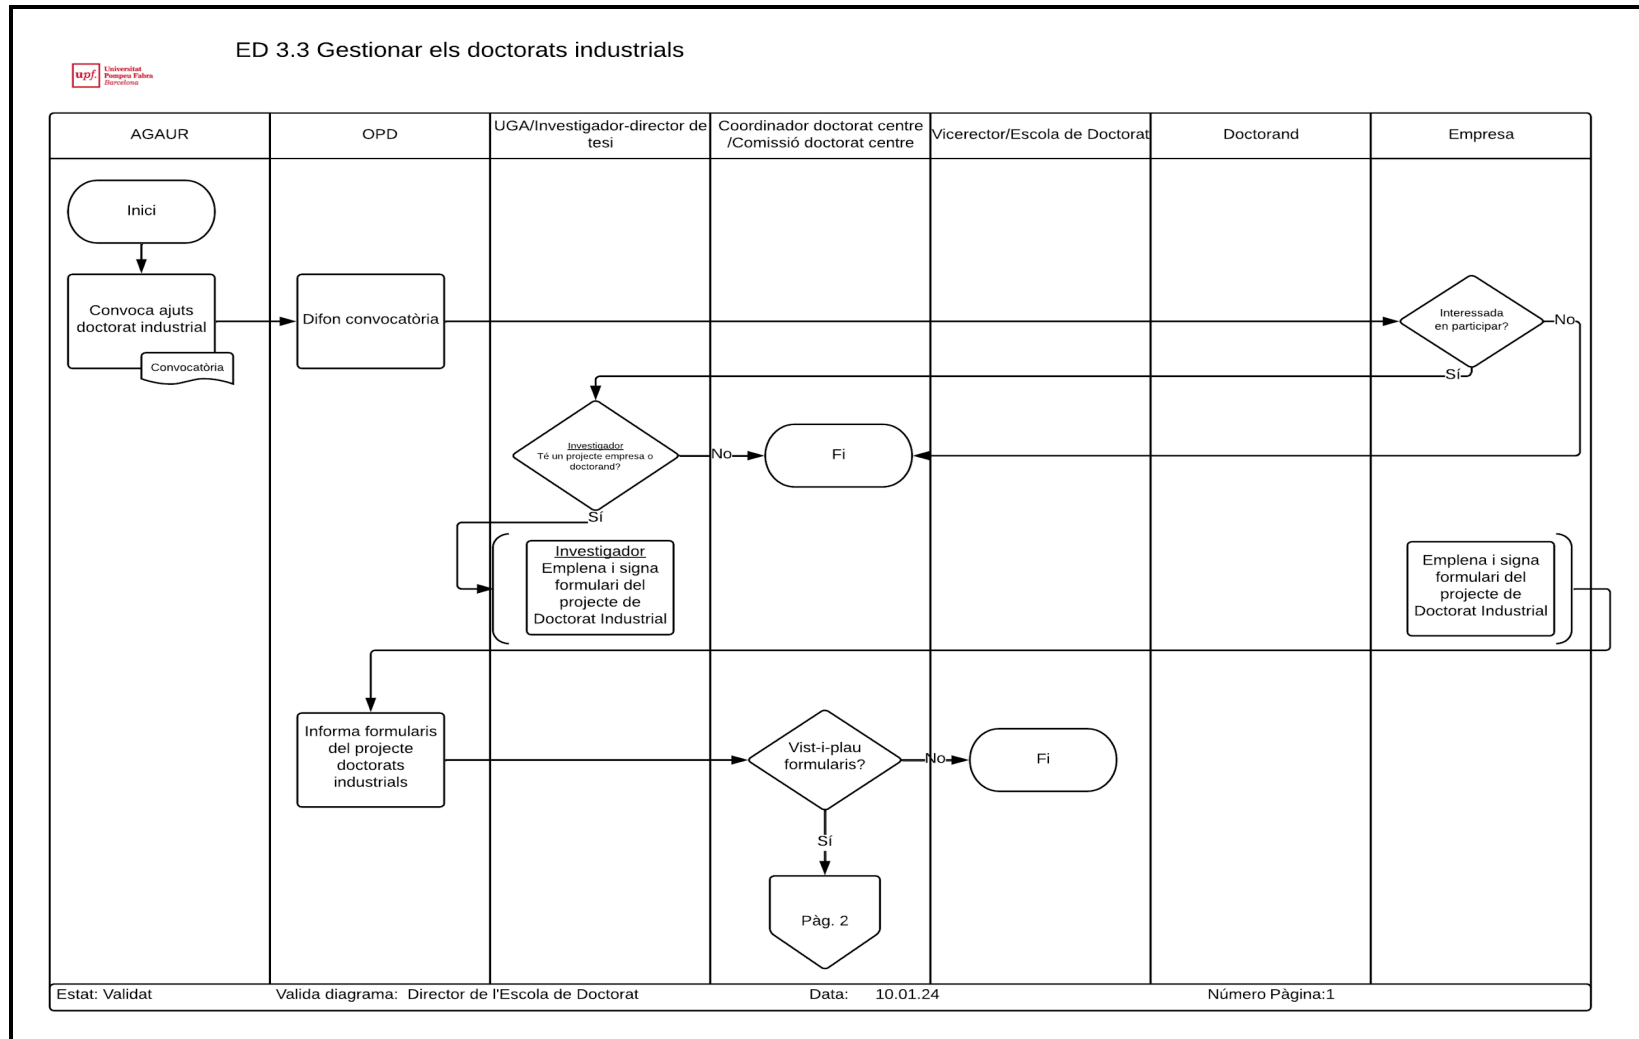 ED 3.3 Gestionar els doctorats industrials
upf.
Universitat
Pompeu Fabra
Barcelona
AGAUR
OPD
UGA/Investigador-director de
tesi
Coordinador doctorat centre
/Comissió doctorat centre
Vicerector/Escola de Doctorat
Doctorand
Empresa
Inici
Convoca ajuts
doctorat industrial
Convocatòria
Difon convocatòria
Interessada
en participar?
No
Sí
Investigador
Té un projecte empresa o
doctorand?
No
Fi
Sí
Investigador
Emplena i signa
formulari del
projecte de
Doctorat Industrial
Emplena i signa
formulari del
projecte de
Doctorat Industrial
Informa formularis
del projecte
doctorats
industrials
Vist-i-plau
formularis?
No
Fi
Sí
Pàg. 2
Estat: Validat
Valida diagrama: Director de l'Escola de Doctorat
Data: 10.01.24
Número Pàgina:1